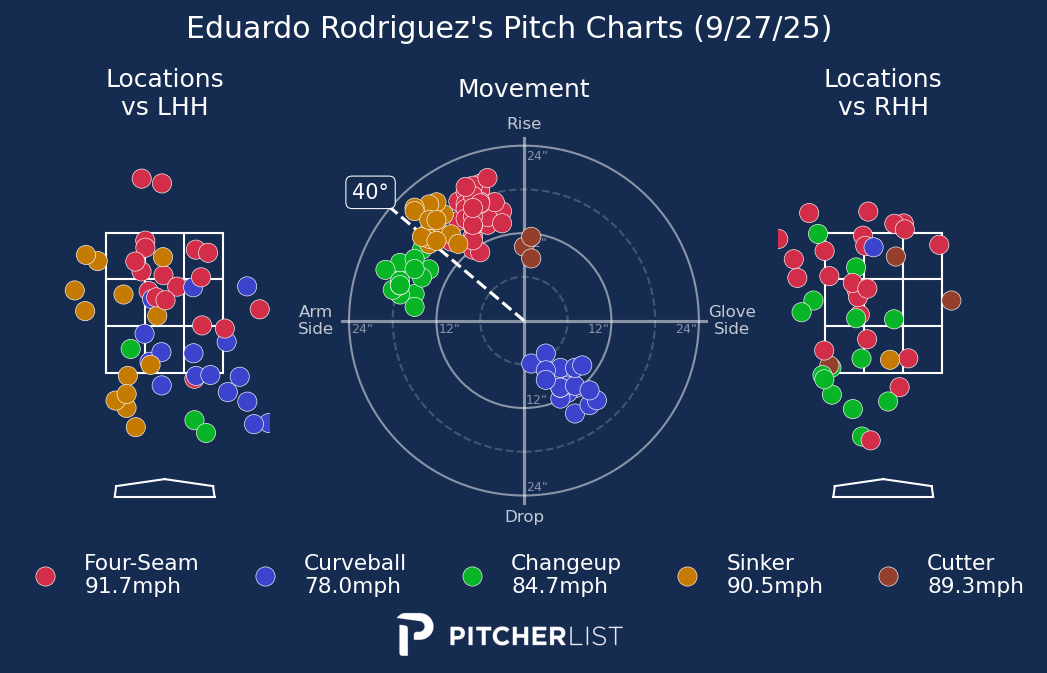 Eduardo Rodriguez's Pitch Charts (9/27/25)
Locations
vs LHH
Movement
Locations
vs RHH
Rise
24"
40°
Arm
Side
24"
12"
12"
24"
Glove
Side
12"
24"
Drop
Four-Seam
91.7mph
Curveball
78.0mph
Changeup
84.7mph
Sinker
90.5mph
Cutter
89.3mph
PITCHERLIST